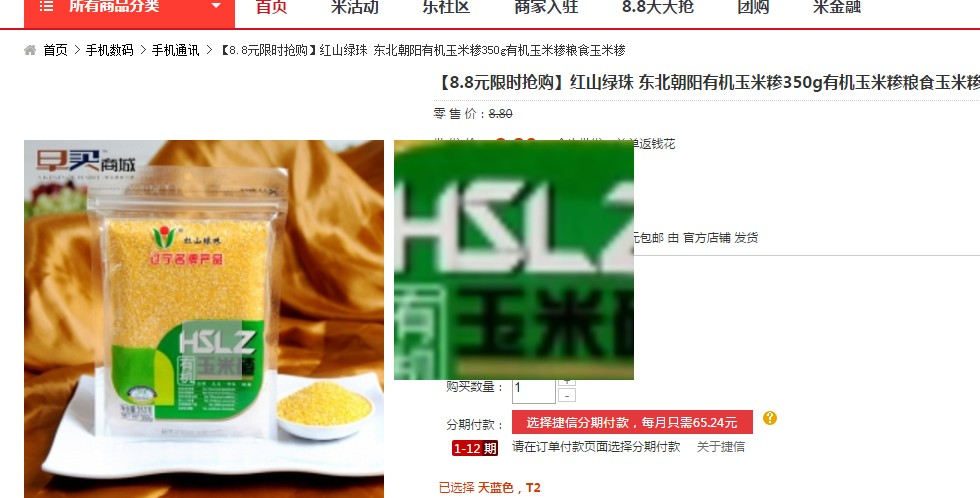 所有商品分类
首页 米活动 乐社区 商家入驻 8.8天天抢 团购 米金融
首页 > 手机数码 > 手机通讯 > 【8.8元限时抢购】红山绿珠 东北朝阳有机玉米糁350g有机玉米糁粮食玉米糁
【8.8元限时抢购】红山绿珠 东北朝阳有机玉米糁350g有机玉米糁粮食玉米糁
零 售 价：8.80
单返钱花
早买商城
红山绿珠
辽宁名牌产品
HSLZ
有机
玉米碴
HSLZ
有机
玉米碴
元包邮 由 官方店铺 发货
购买数量： 1 + -
分期付款： 选择捷信分期付款，每月只需65.24元 ?
1-12 期 请在订单付款页面选择分期付款 关于捷信
已选择 天蓝色，T2